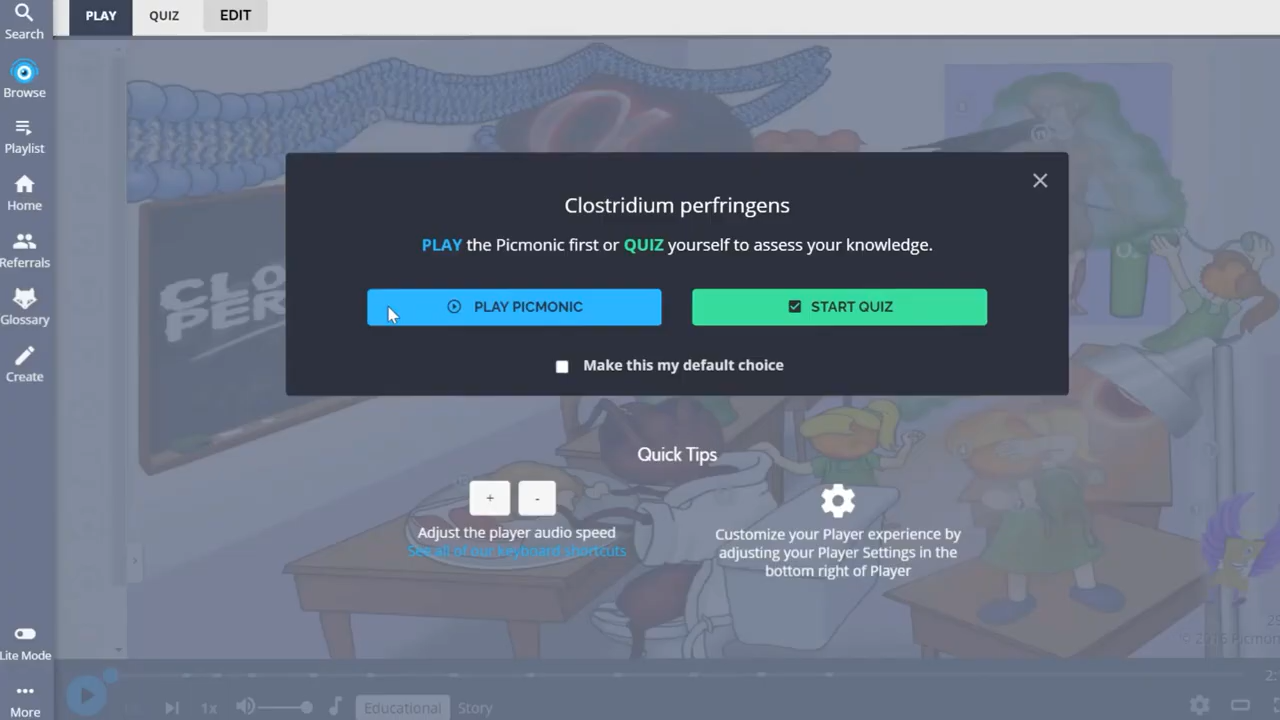 PLAY QUIZ EDIT
Search
Browse
Playlist
Home
Referrals
Glossary
Create
Lite Mode
More
CLO
PER
Clostridium perfringens
PLAY the Picmonic first or QUIZ yourself to assess your knowledge.
PLAY PICMONIC
START QUIZ
Make this my default choice
Quick Tips
+ -
Adjust the player audio speed
See all of our keyboard shortcuts
Customize your Player experience by
adjusting your Player Settings in the
bottom right of Player
1x
Educational Story